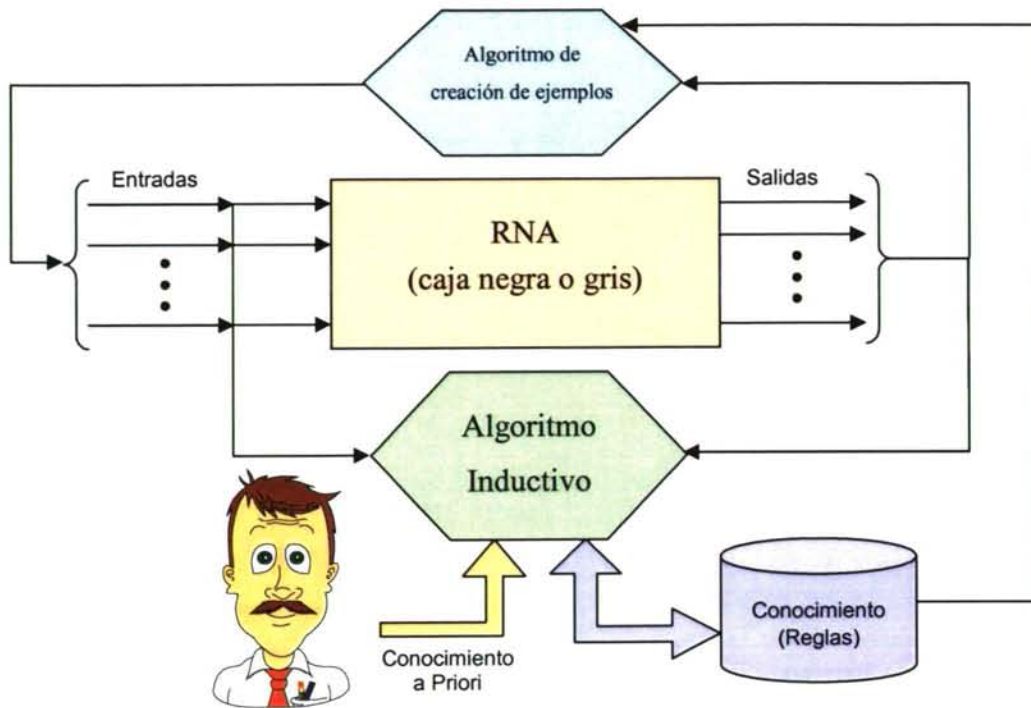 Algoritmo de
creación de ejemplos
Entradas
Salidas
RNA
(caja negra o gris)
Algoritmo
Inductivo
Conocimiento
a Priori
Conocimiento
(Reglas)